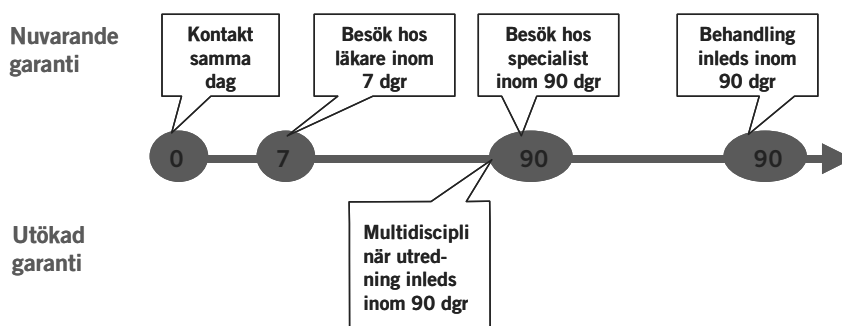 Nuvarande
garanti
Kontakt
samma
dag
Besök hos
läkare inom
7 dgr
Besök hos
specialist
inom 90 dgr
Behandling
inleds inom
90 dgr
0
7
90
90
Utökad
garanti
Multidiscipli
när utred-
ning inleds
inom 90 dgr